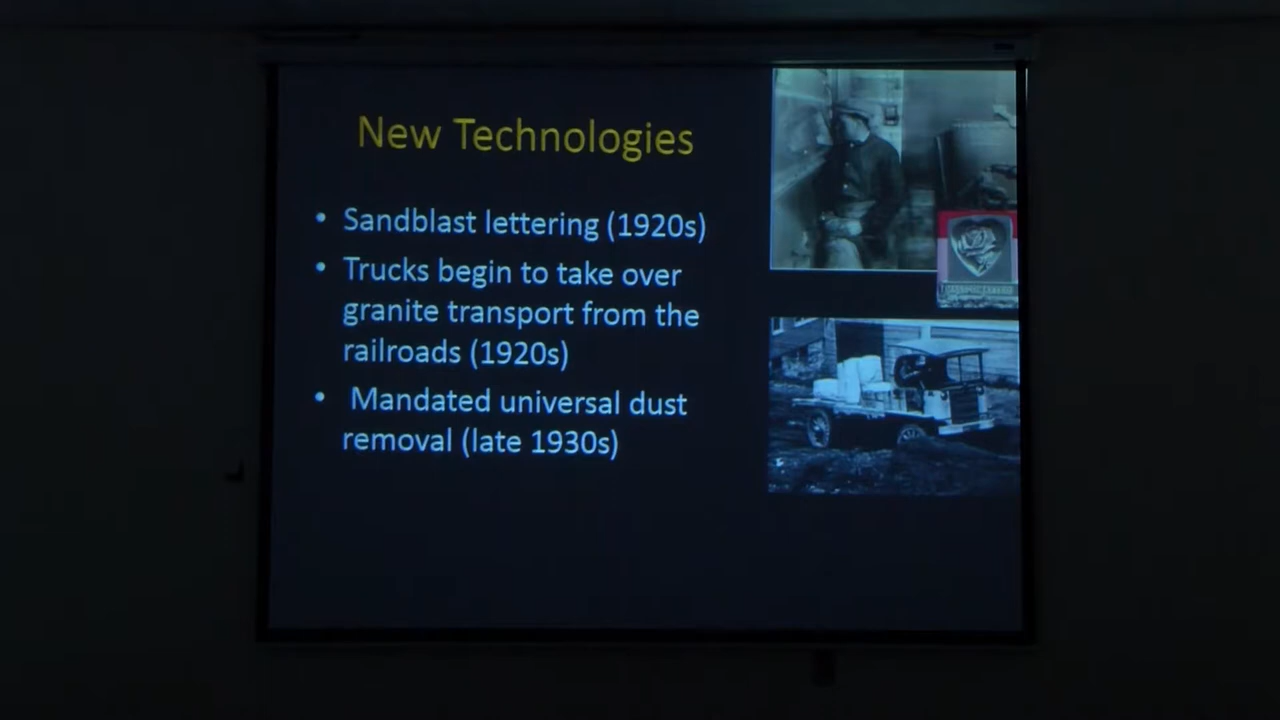 New Technologies
• Sandblast lettering (1920s)
• Trucks begin to take over
granite transport from the
railroads (1920s)
• Mandated universal dust
removal (late 1930s)